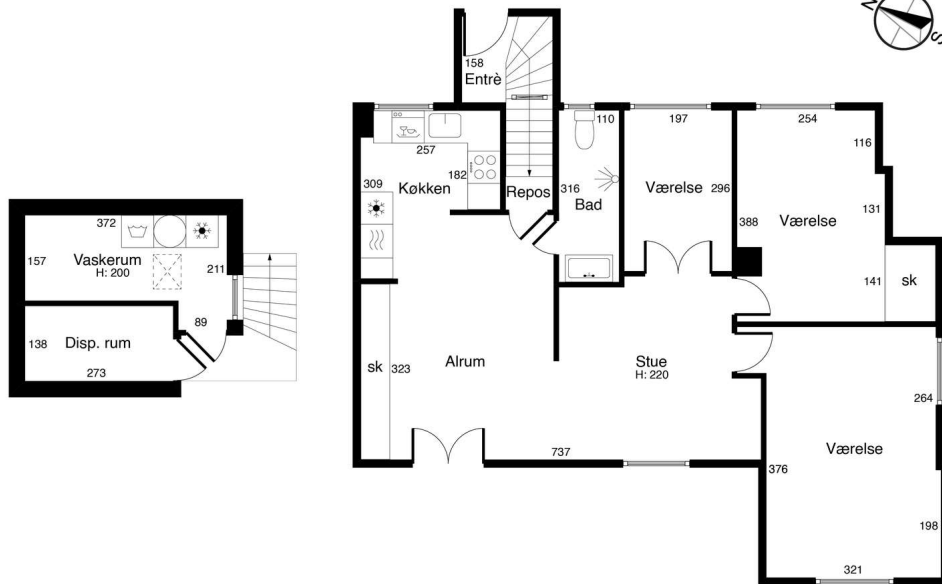 N
S
158
Entrè
110
197
254
257
116
182
309
Køkken
316
Værelse
296
Repos
Bad
131
388
Værelse
372
Vaskerum
H: 200
157
211
141
sk
89
138
Disp. rum
273
sk
323
Alrum
Stue
H: 220
264
737
Værelse
376
198
321